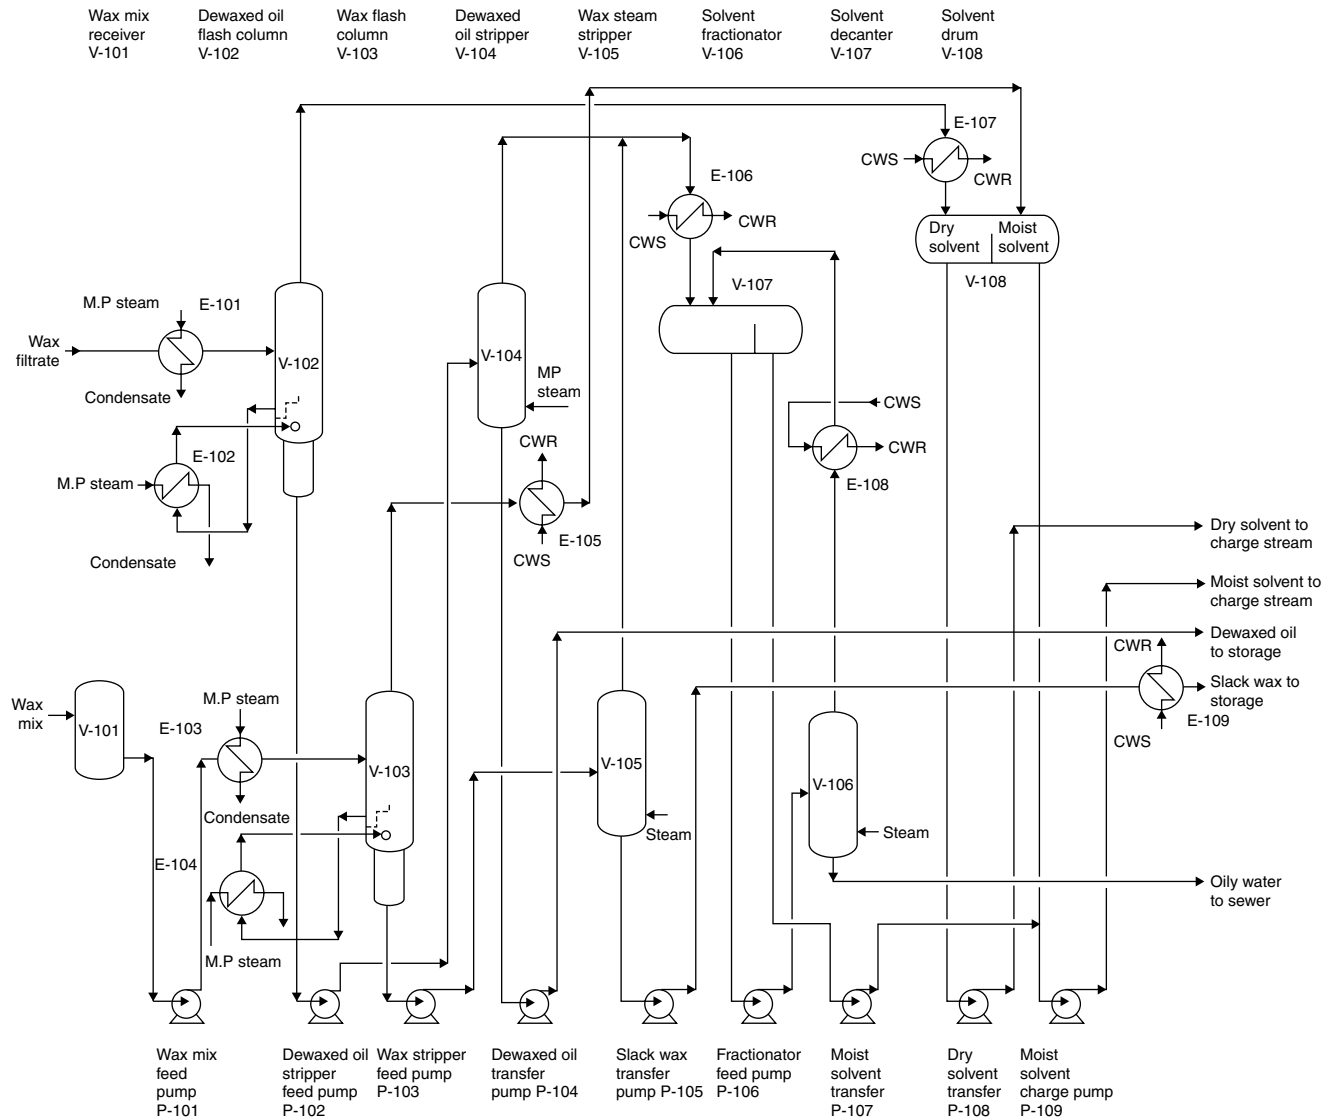 Wax mix
receiver
V-101
Dewaxed oil
flash column
V-102
Wax flash
column
V-103
Dewaxed
oil stripper
V-104
Wax steam
stripper
V-105
Solvent
fractionator
V-106
Solvent
decanter
V-107
Solvent
drum
V-108
E-107
CWS
CWR
E-106
CWR
CWS
Dry
solvent
Moist
solvent
V-108
V-107
M.P steam
E-101
Wax
filtrate
V-102
Condensate
V-104
MP
steam
CWS
CWR
E-108
CWR
E-102
M.P steam
Condensate
E-105
CWS
Dry solvent to
charge stream
Moist solvent to
charge stream
Dewaxed oil
to storage
CWR
Slack wax to
storage
E-109
CWS
Wax
mix
V-101
M.P steam
E-103
V-103
Condensate
V-105
Steam
V-106
Steam
E-104
M.P steam
Oily water
to sewer
Wax mix
feed
pump
P-101
Dewaxed oil
stripper
feed pump
P-102
Wax stripper
feed pump
P-103
Dewaxed oil
transfer
pump P-104
Slack wax
transfer
pump P-105
Fractionator
feed pump
P-106
Moist
solvent
transfer
P-107
Dry
solvent
transfer
P-108
Moist
solvent
charge pump
P-109